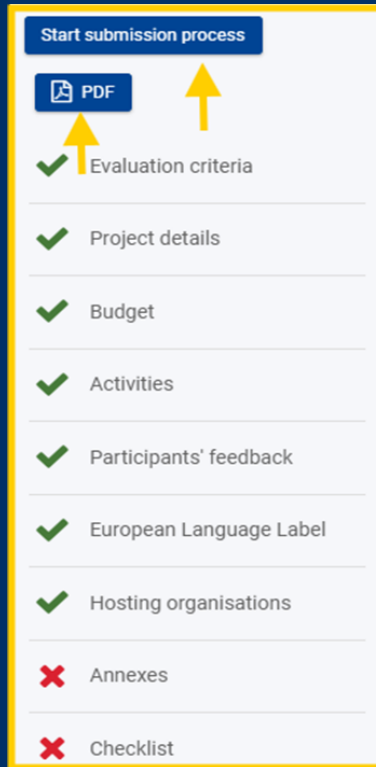 Start submission process
PDF
Evaluation criteria
Project details
Budget
Activities
Participants' feedback
European Language Label
Hosting organisations
Annexes
Checklist